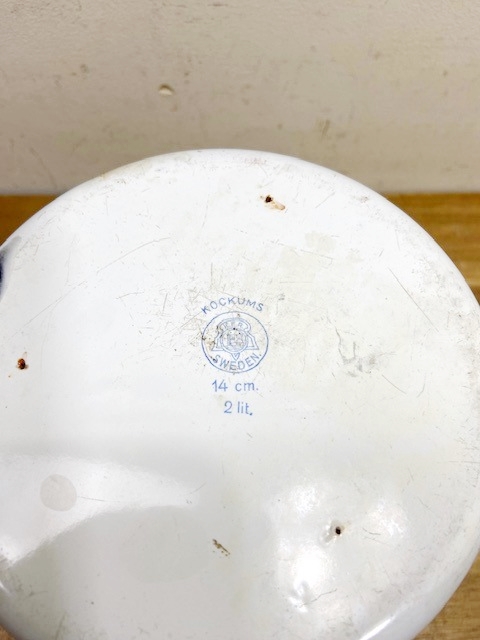 KOCKUMS
SWEDEN.
14 cm.
2 lit.